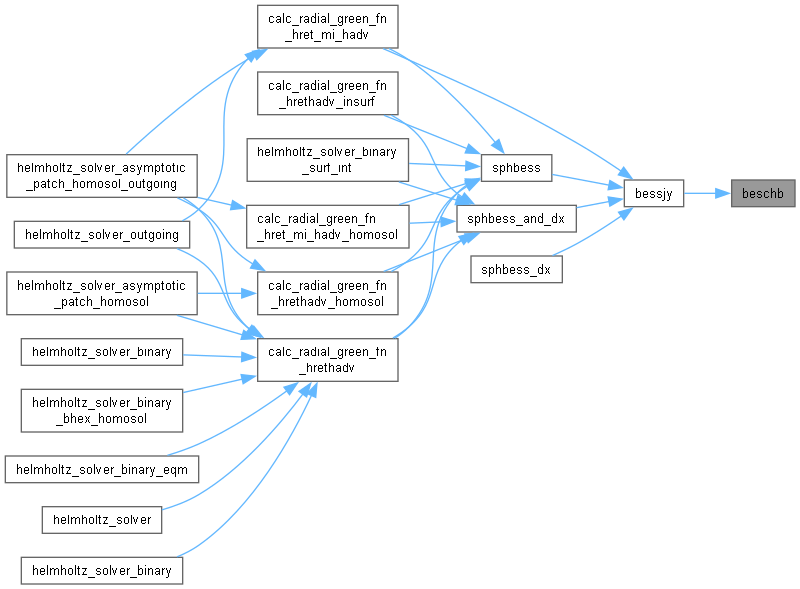 calc_radial_green_fn
_hret_mi_hadv
calc_radial_green_fn
_hrethadv_insurf
helmholtz_solver_binary
_surf_int
helmholtz_solver_asymptotic
_patch_homosol_outgoing
sphbess
bessjy
beschb
calc_radial_green_fn
_hret_mi_hadv_homosol
sphbess_and_dx
helmholtz_solver_outgoing
sphbess_dx
helmholtz_solver_asymptotic
_patch_homosol
calc_radial_green_fn
_hrethadv_homosol
helmholtz_solver_binary
calc_radial_green_fn
_hrethadv
helmholtz_solver_binary
_bhex_homosol
helmholtz_solver_binary_eqm
helmholtz_solver
helmholtz_solver_binary